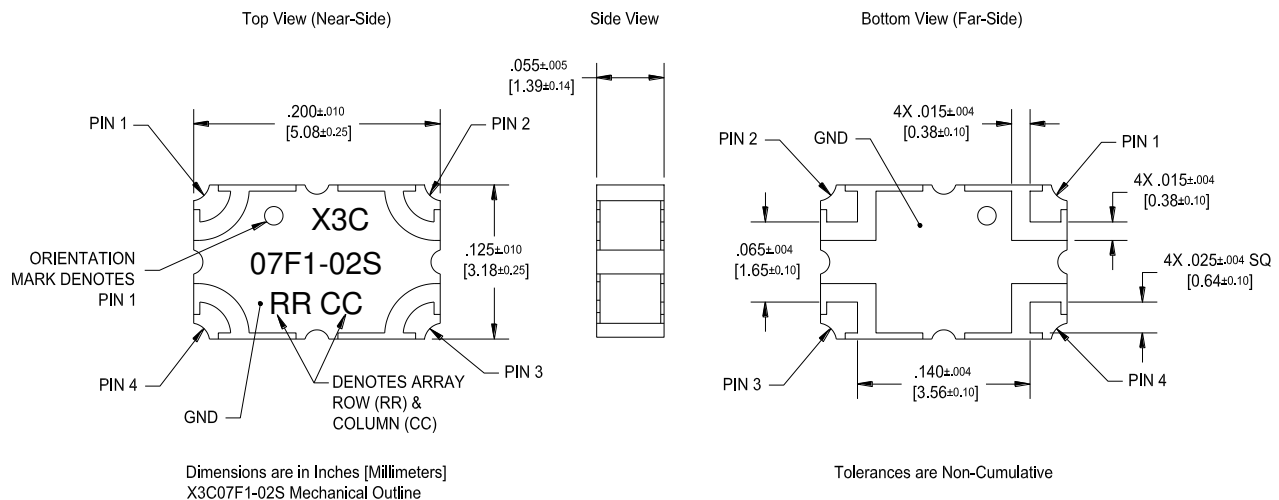 Top View (Near-Side)
Side View
Bottom View (Far-Side)
.055±.005
[1.39±0.14]
.200±.010
[5.08±0.25]
4X .015±.004
[0.38±0.10]
PIN 1
PIN 2
PIN 2
GND
PIN 1
4X .015±.004
[0.38±0.10]
X3C
07F1-02S
RR CC
.125±.010
[3.18±0.25]
.065±.004
[1.65±0.10]
ORIENTATION
MARK DENOTES
PIN 1
4X .025±.004 SQ
[0.64±0.10]
PIN 4
PIN 3
PIN 3
PIN 4
.140±.004
[3.56±0.10]
GND
DENOTES ARRAY
ROW (RR) &
COLUMN (CC)
Dimensions are in Inches [Millimeters]
X3C07F1-02S Mechanical Outline
Tolerances are Non-Cumulative